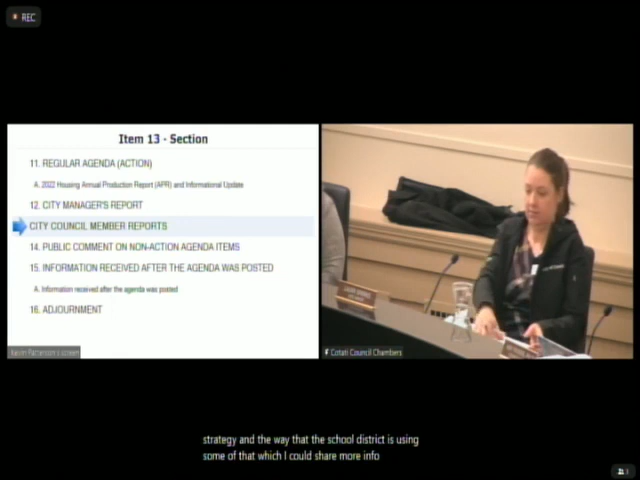 REC
Item 13 - Section
11. REGULAR AGENDA (ACTION)
A. 2022 Housing Annual Production Report (APR) and Informational Update
12. CITY MANAGER'S REPORT
CITY COUNCIL MEMBER REPORTS
14. PUBLIC COMMENT ON NON-ACTION AGENDA ITEMS
15. INFORMATION RECEIVED AFTER THE AGENDA WAS POSTED
A. Information received after the agenda was posted
16. ADJOURNMENT
Kevin Patterson's screen
Cotati Council Chambers
strategy and the way that the school district is using
some of that which I could share more info